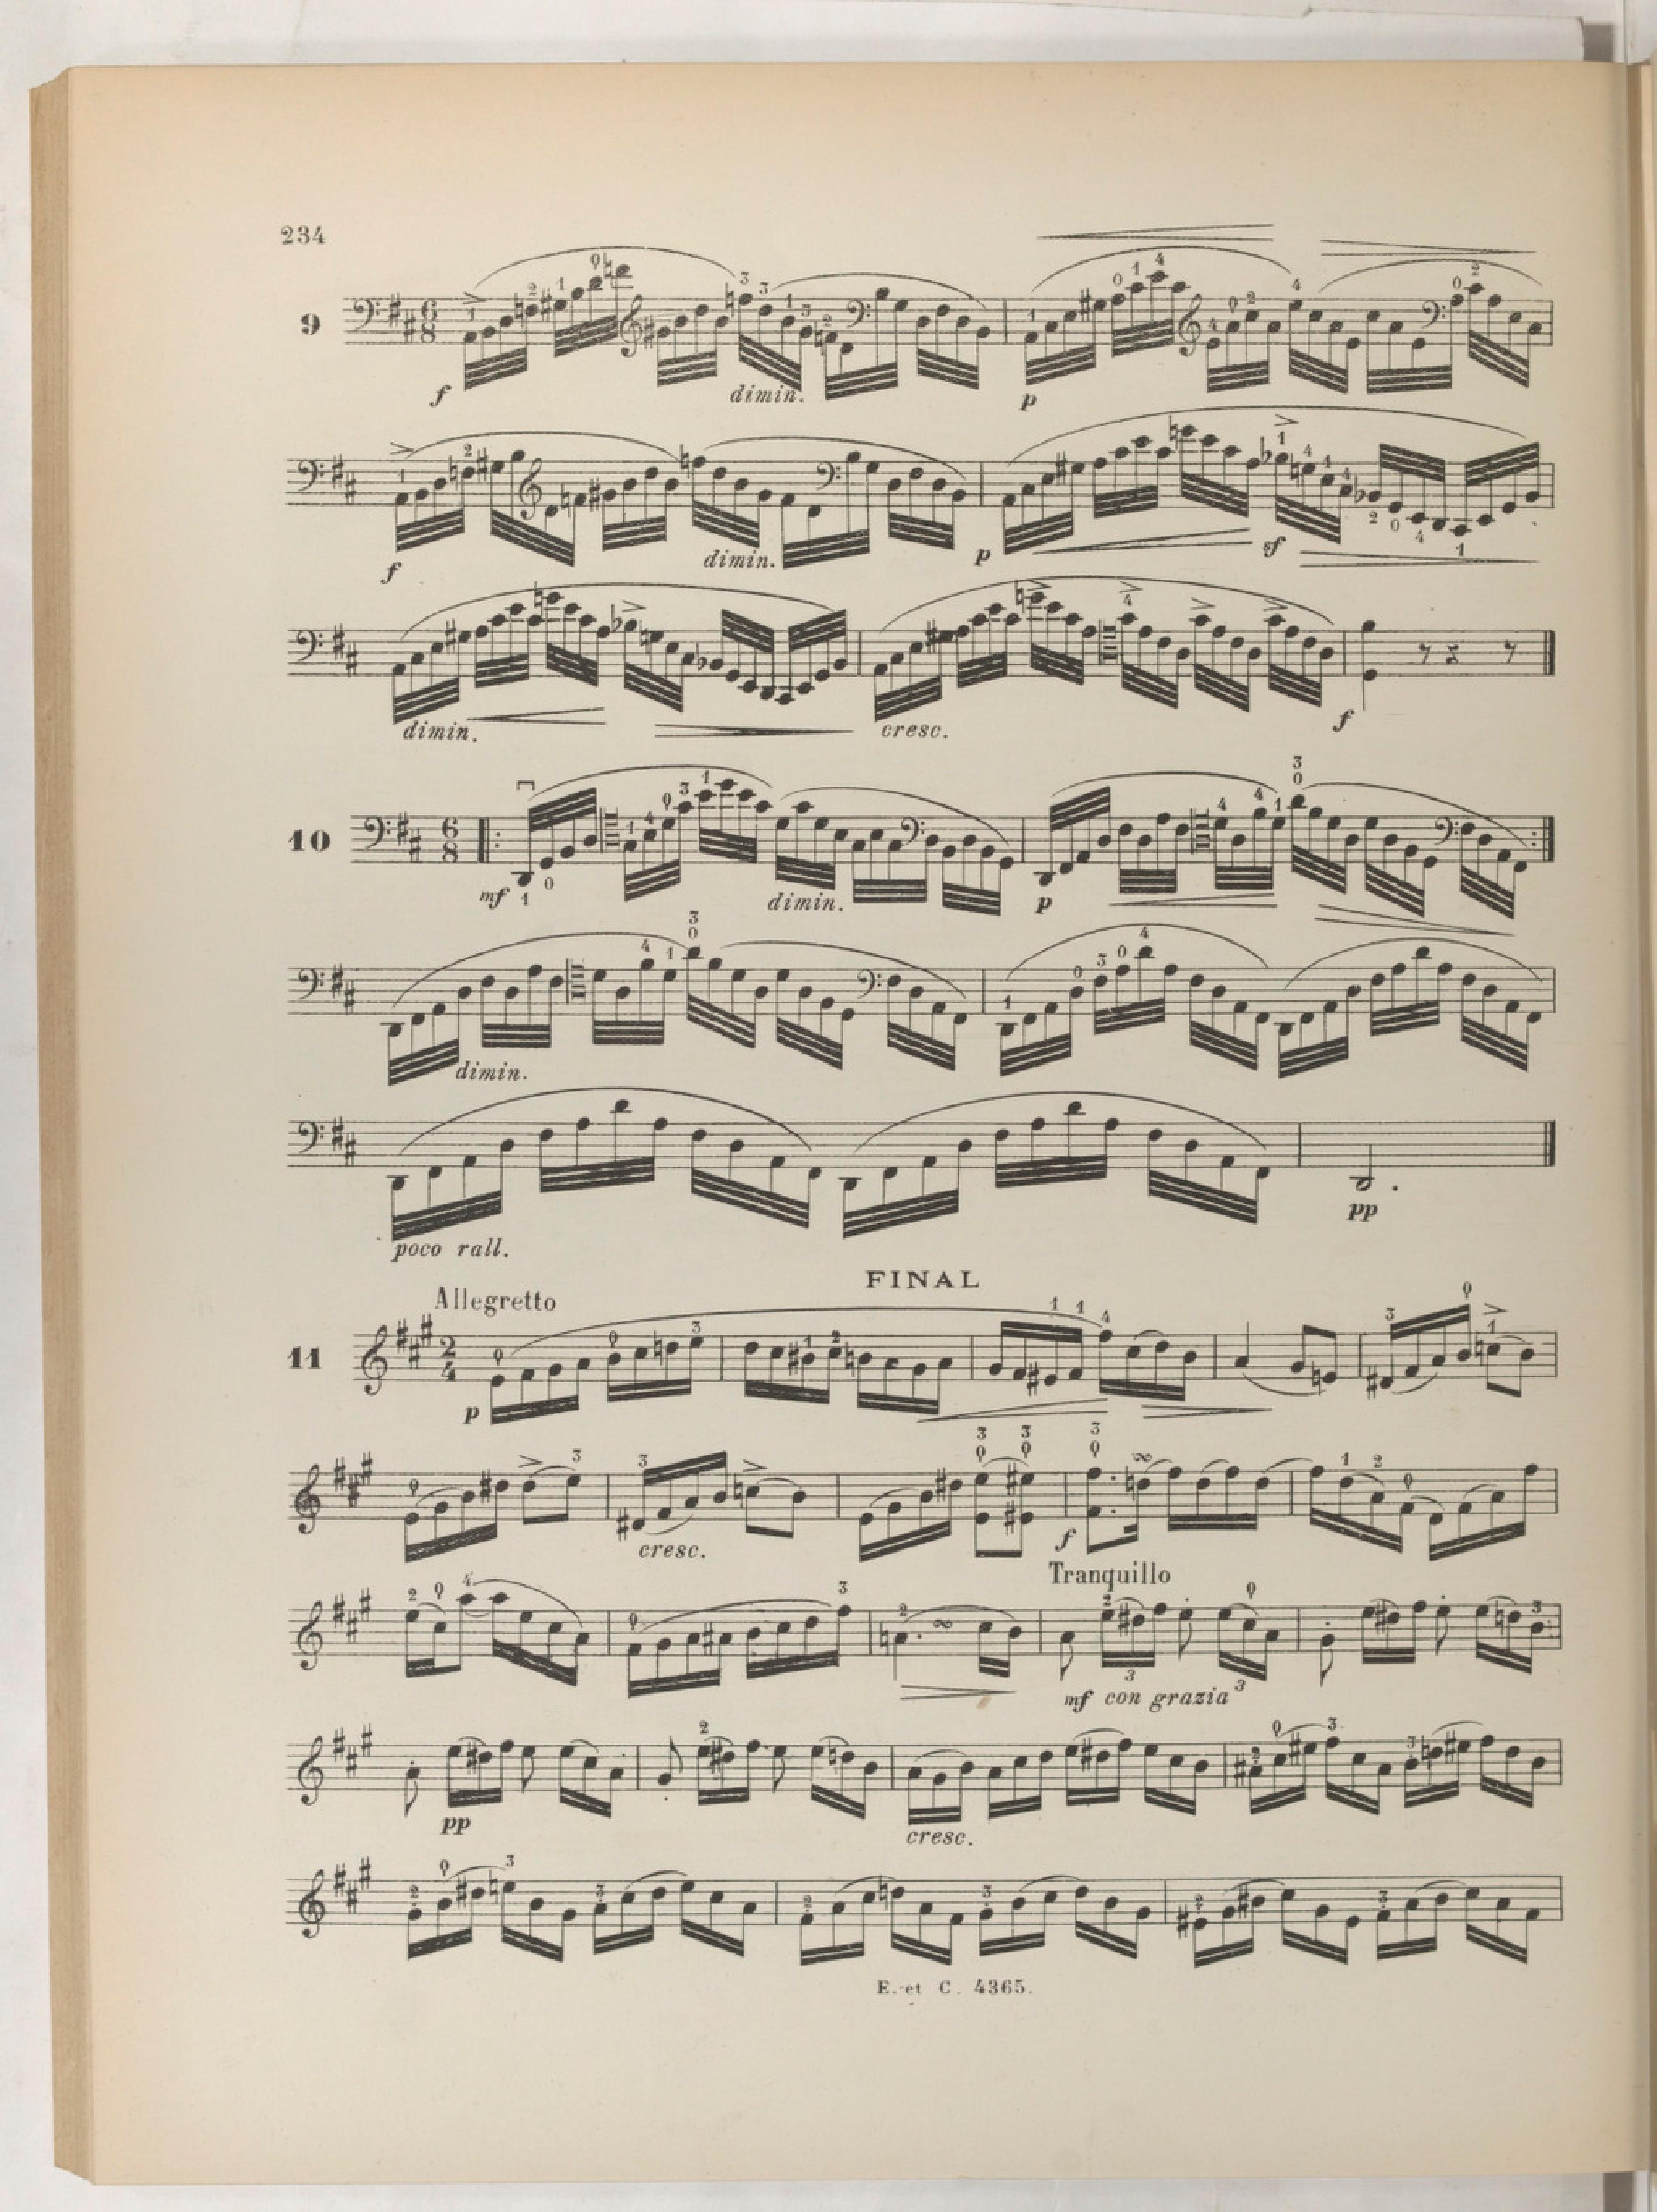 234
9
f dimin. p
f dimin. p sf
dimin. cresc. f
10
mf dimin. p
dimin.
poco rall. pp
FINAL
Allegretto
11
p
cresc. f
Tranquillo
mf con grazia
pp cresc.
E. et C. 4365.